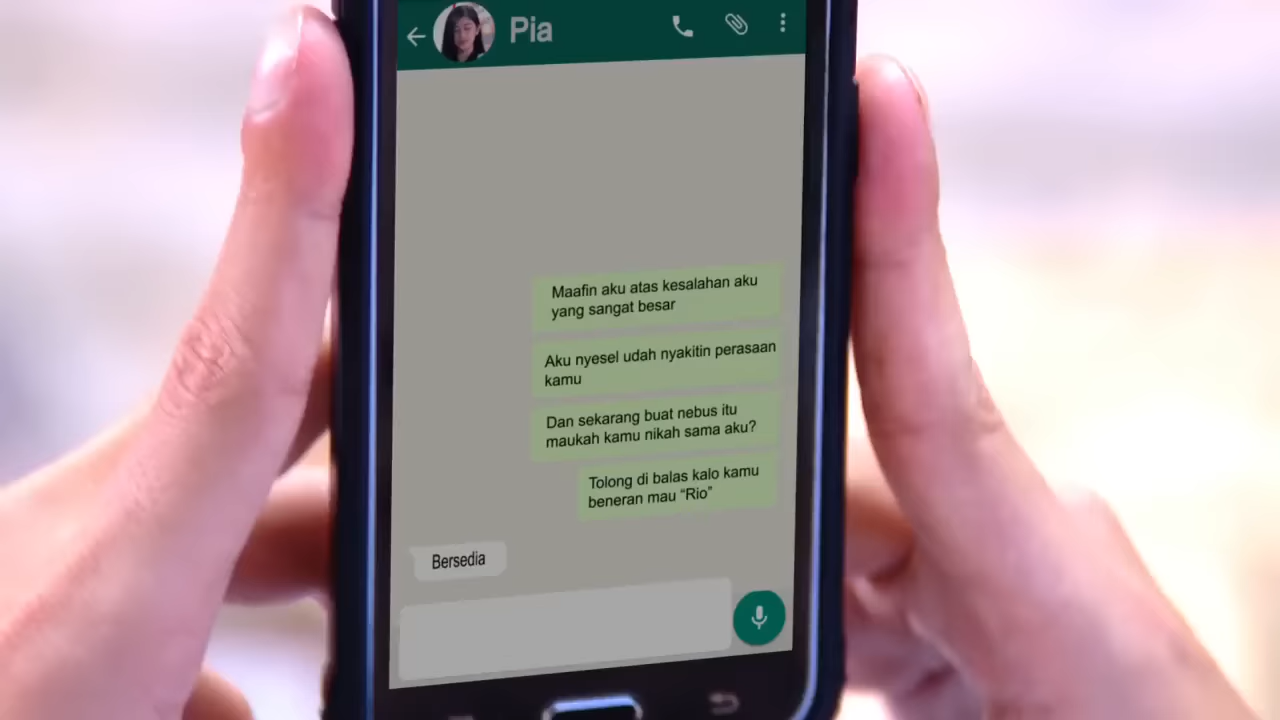 Pia
Maafin aku atas kesalahan aku
yang sangat besar
Aku nyesel udah nyakitin perasaan
kamu
Dan sekarang buat nebus itu
maukah kamu nikah sama aku?
Tolong di balas kalo kamu
beneran mau “Rio”
Bersedia